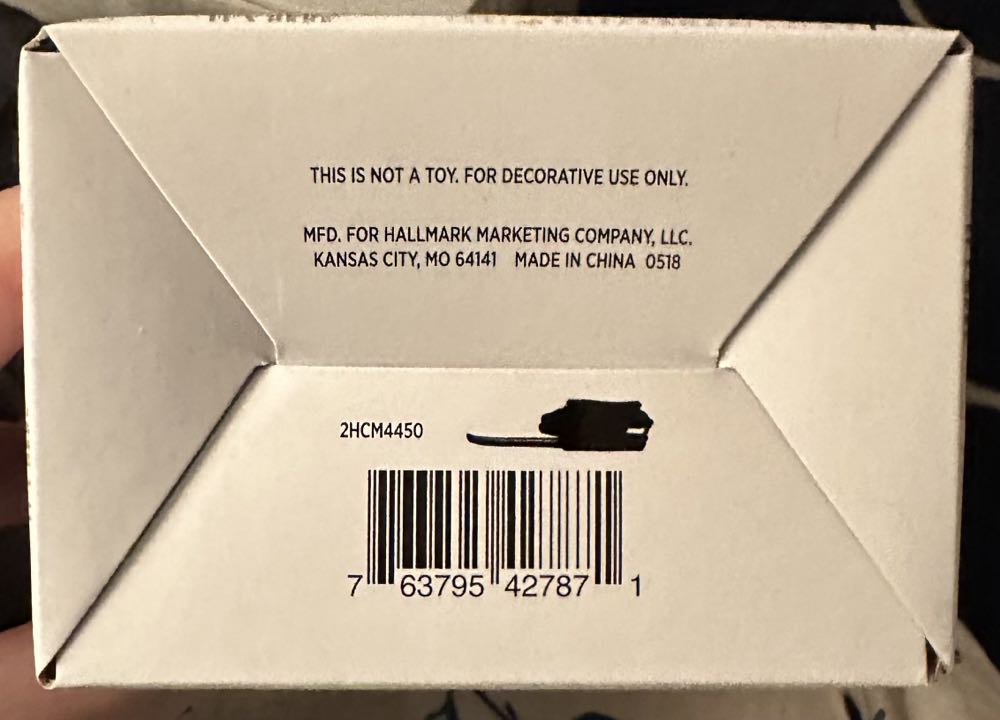 THIS IS NOT A TOY. FOR DECORATIVE USE ONLY.
MFD. FOR HALLMARK MARKETING COMPANY, LLC.
KANSAS CITY, MO 64141 MADE IN CHINA 0518
2HCM4450
7 63795 42787 1